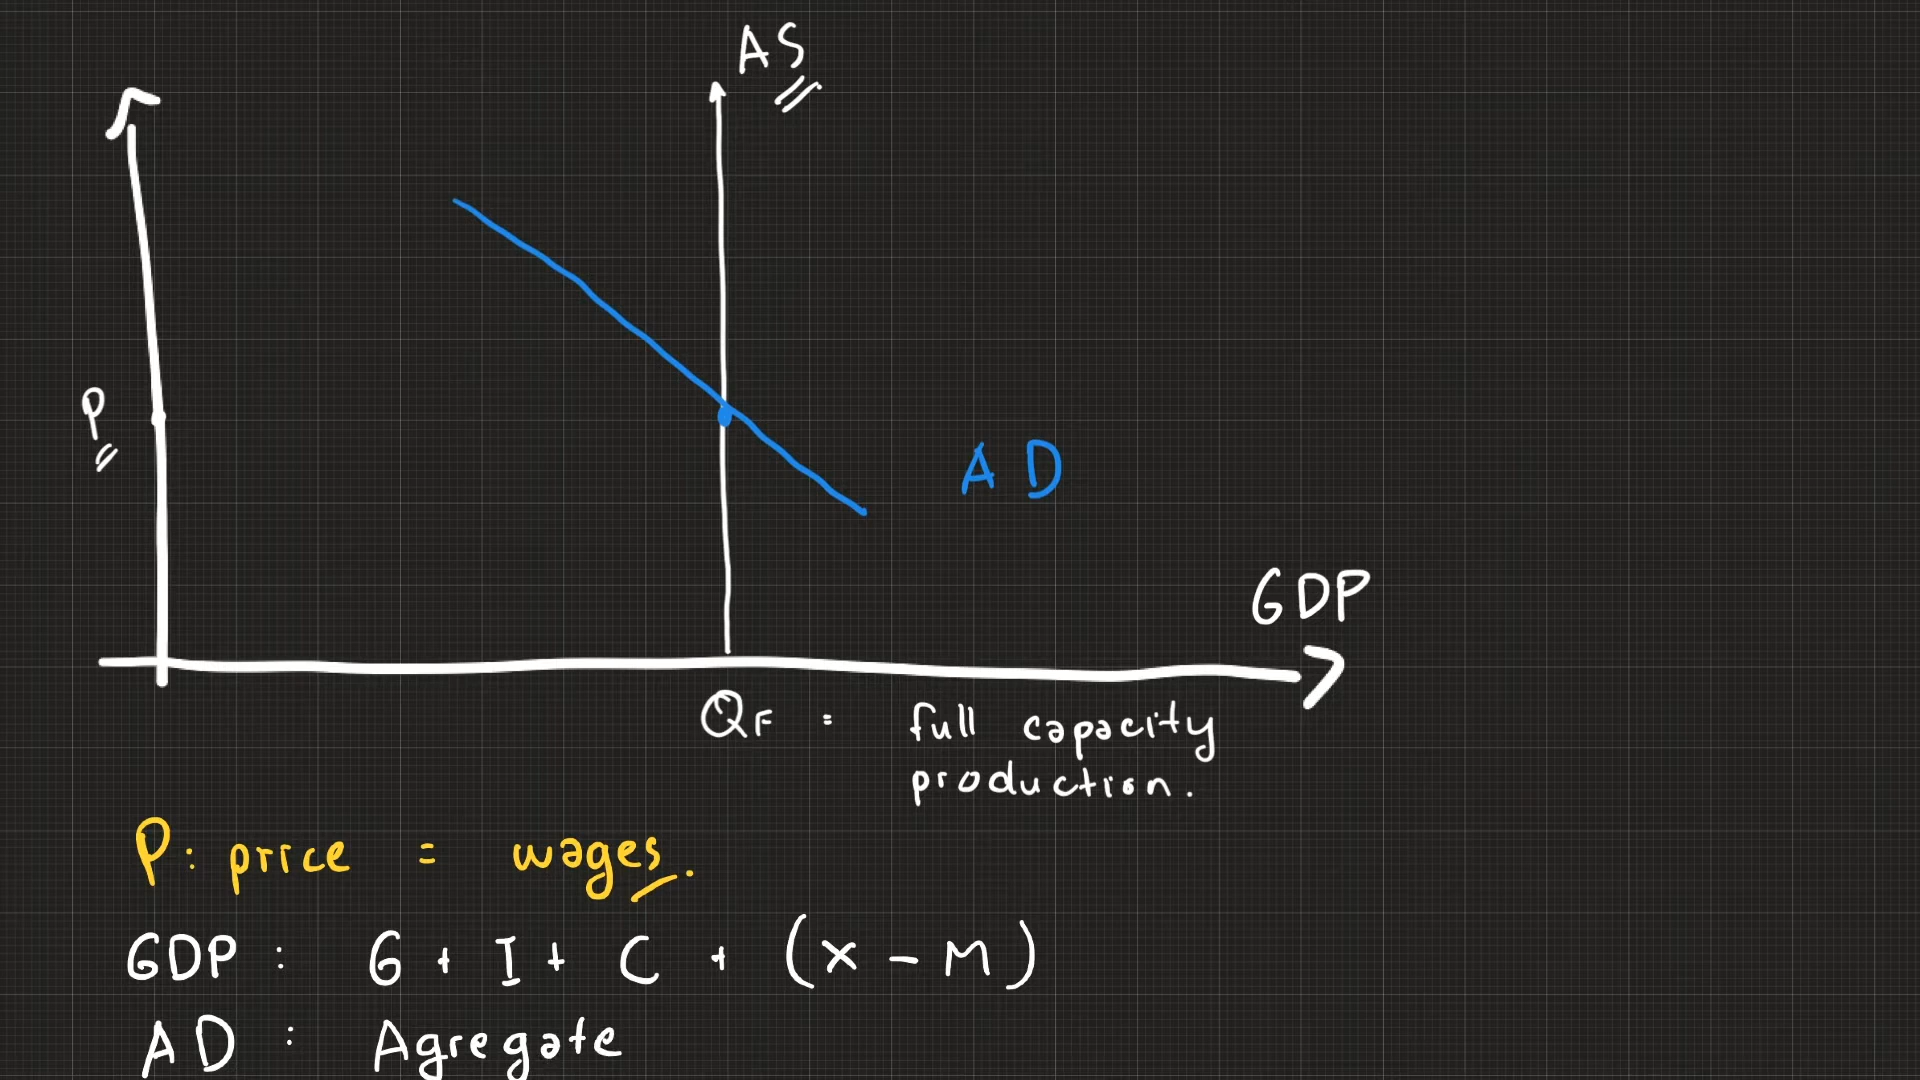 AS
P
AD
GDP
QF = full capacity
production.
P: price = wages.
GDP: G + I + C + (x - M)
AD: Agregate